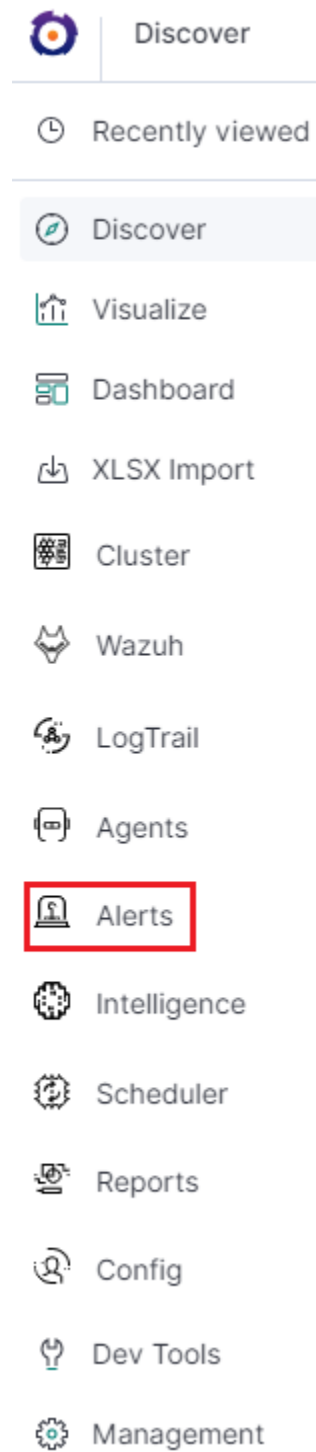 Discover
Recently viewed
Discover
Visualize
Dashboard
XLSX Import
Cluster
Wazuh
LogTrail
Agents
Alerts
Intelligence
Scheduler
Reports
Config
Dev Tools
Management